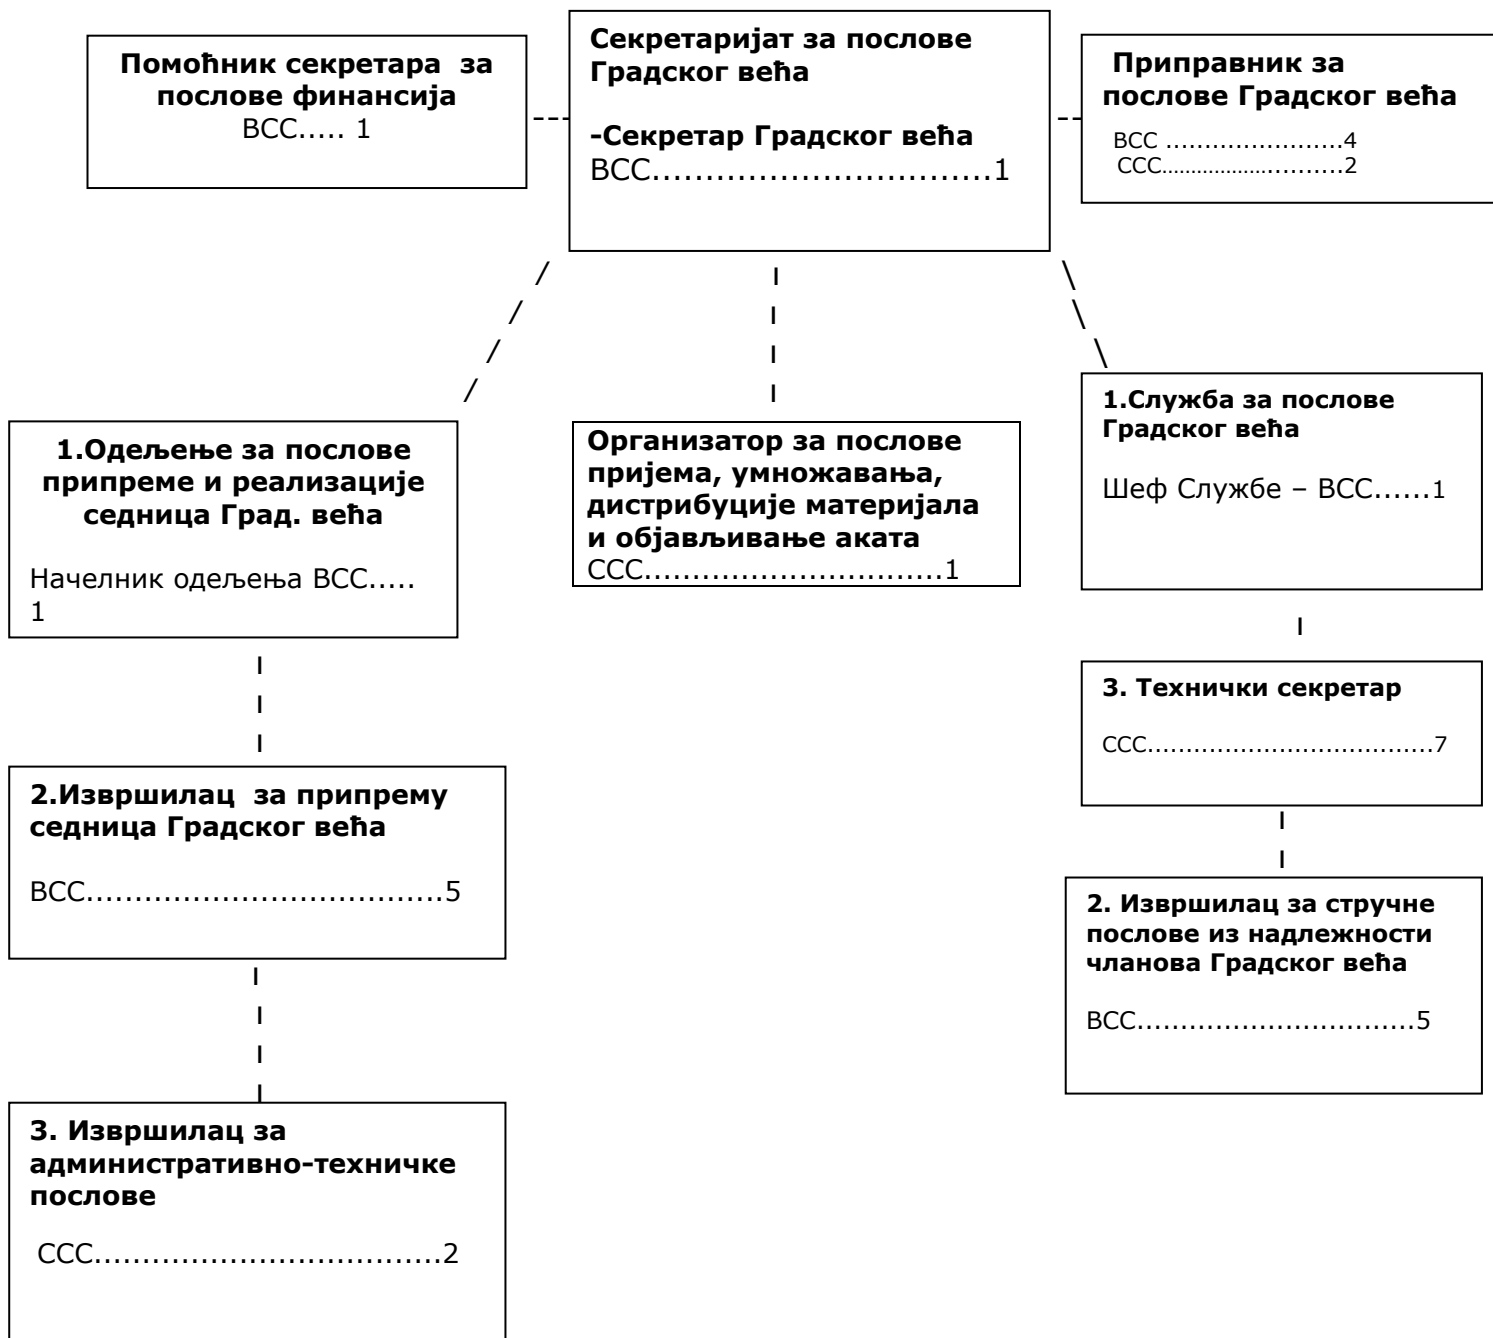 Помоћник секретара за
послове финансија
ВСС..... 1
Секретаријат за послове
Градског већа
-Секретар Градског већа
ВСС................................1
Приправник за
послове Градског већа
ВСС .......................4
ССС............................2
1.Одељење за послове
припреме и реализације
седница Град. већа
Начелник одељења ВСС.....
1
Организатор за послове
пријема, умножавања,
дистрибуције материјала
и објављивање аката
ССС...............................1
1.Служба за послове
Градског већа
Шеф Службе – ВСС......1
3. Технички секретар
ССС.....................................7
2.Извршилац за припрему
седница Градског већа
ВСС.....................................5
2. Извршилац за стручне
послове из надлежности
чланова Градског већа
ВСС................................5
3. Извршилац за
административно-техничке
послове
ССС....................................2